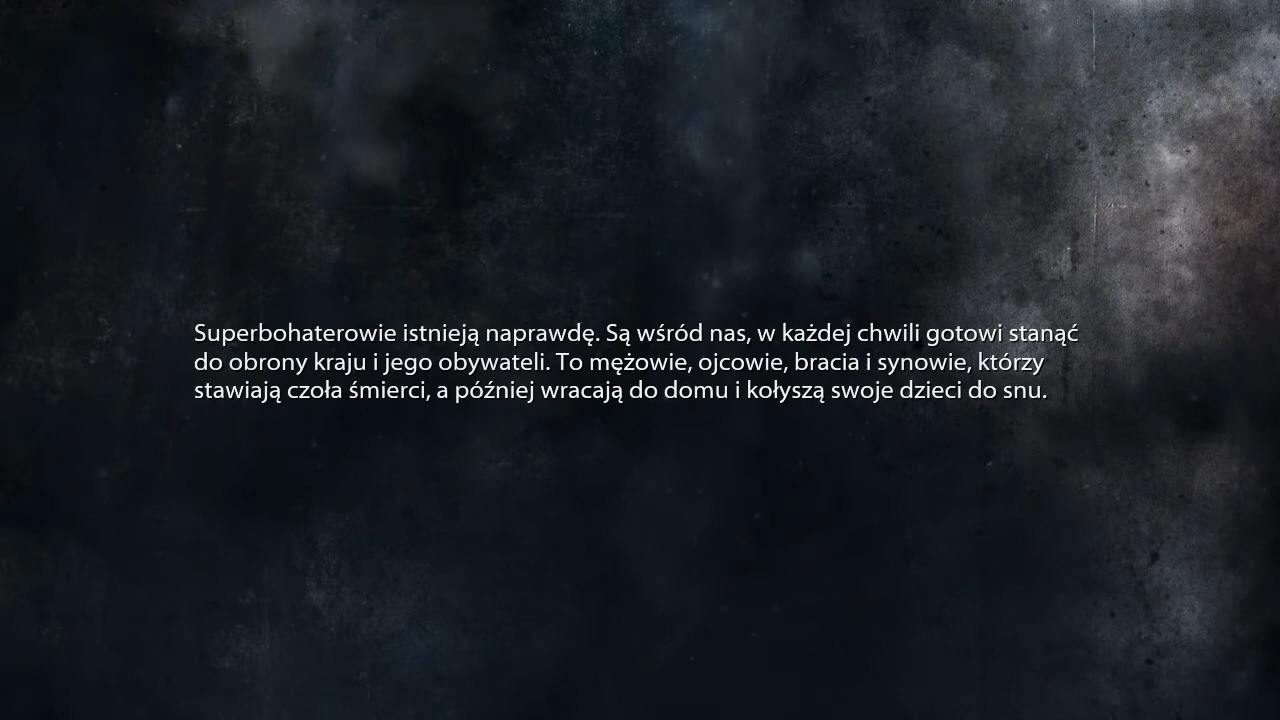 Superbohaterowie istnieją naprawdę. Są wśród nas, w każdej chwili gotowi stanąć
do obrony kraju i jego obywateli. To mężowie, ojcowie, bracia i synowie, którzy
stawiają czoła śmierci, a później wracają do domu i kołyszą swoje dzieci do snu.